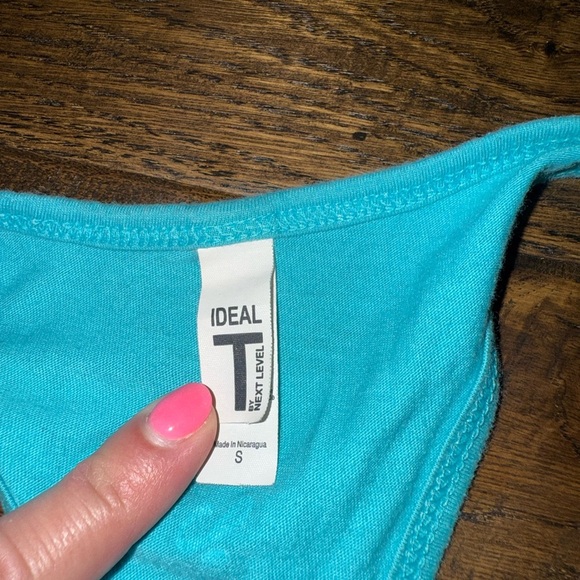 IDEAL
T
BY
NEXT LEVEL
Made in Nicaragua
S